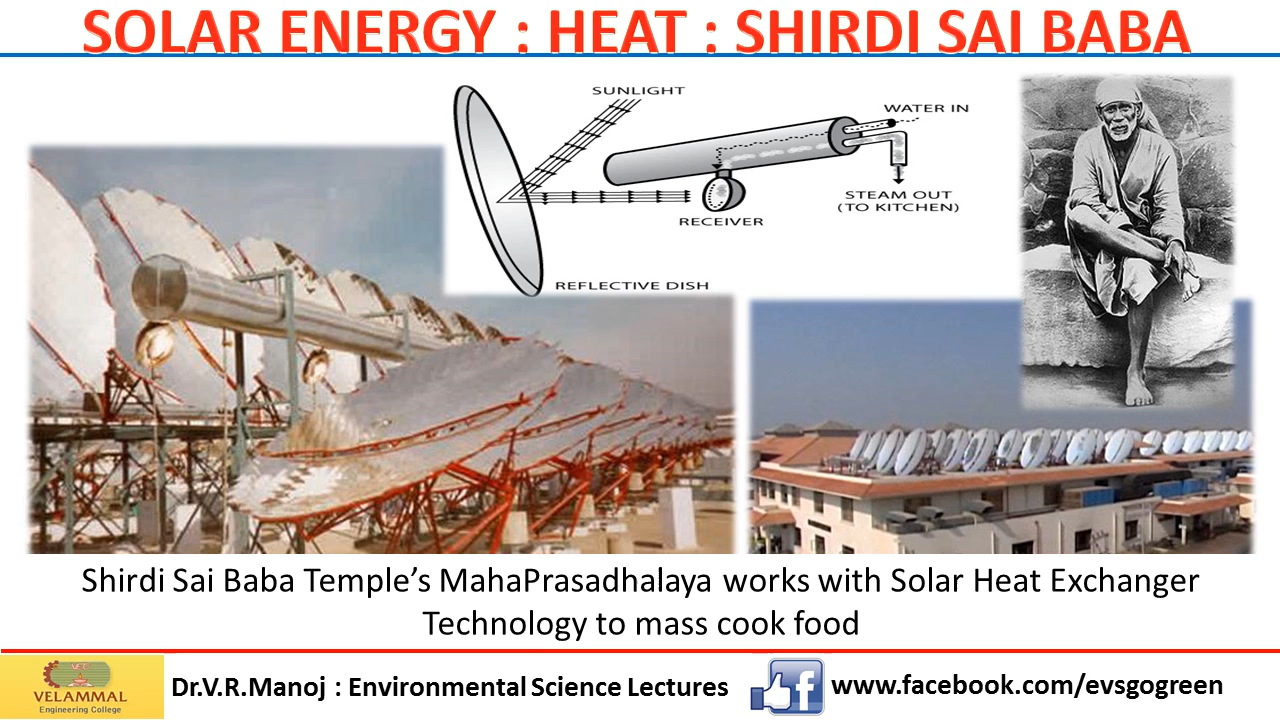 SOLAR ENERGY : HEAT : SHIRDI SAI BABA
SUNLIGHT
WATER IN
STEAM OUT
(TO KITCHEN)
RECEIVER
REFLECTIVE DISH
Shirdi Sai Baba Temple’s MahaPrasadhalaya works with Solar Heat Exchanger
Technology to mass cook food
VELAMMAL
Engineering College
Dr.V.R.Manoj : Environmental Science Lectures
f
www.facebook.com/evsgogreen